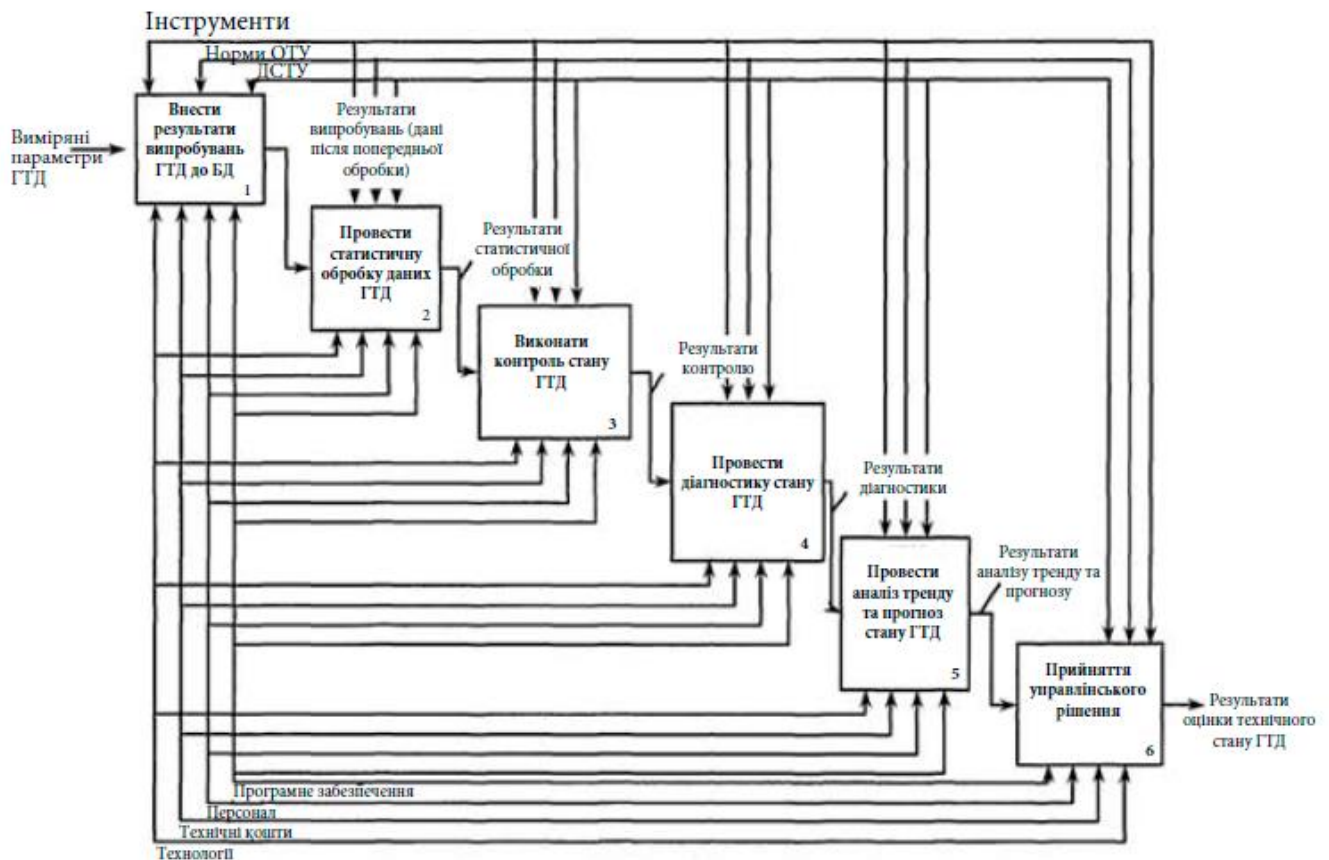 Інструменти
Норми ОТУ
ДСТУ
Виміряні
параметри
ГТД
Внести
результати
випробувань
ГТД до БД
1
Результати
випробувань (дані
після попередньої
обробки)
Провести
статистичну
обробку даних
ГТД
2
Результати
статистичної
обробки
Виконати
контроль стану
ГТД
3
Результати
контролю
Провести
діагностику стану
ГТД
4
Результати
діагностики
Провести
аналіз тренду
та прогноз
стану ГТД
5
Результати
аналізу тренду та
прогнозу
Прийняття
управлінського
рішення
6
Результати
оцінки технічного
стану ГТД
Програмне забезпечення
Персонал
Технічні кошти
Технології